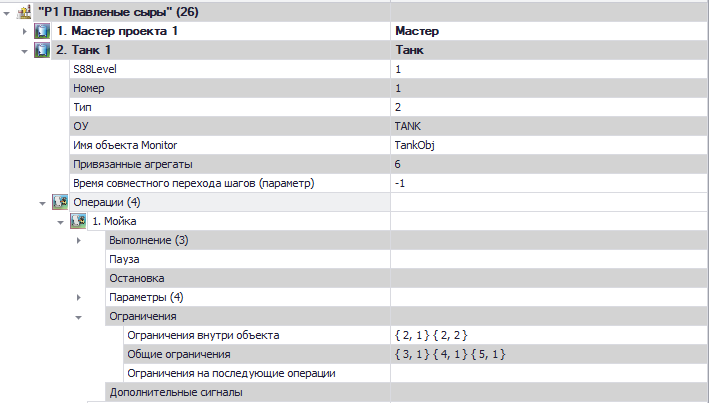 "P1 Плавленые сыры" (26)
1. Мастер проекта 1 Мастер
2. Танк 1 Танк
S88Level 1
Номер 1
Тип 2
ОУ TANK
Имя объекта Monitor TankObj
Привязанные агрегаты 6
Время совместного перехода шагов (параметр) -1
Операции (4)
1. Мойка
Выполнение (3)
Пауза
Остановка
Параметры (4)
Ограничения
Ограничения внутри объекта { 2, 1 } { 2, 2 }
Общие ограничения { 3, 1 } { 4, 1 } { 5, 1 }
Ограничения на последующие операции
Дополнительные сигналы